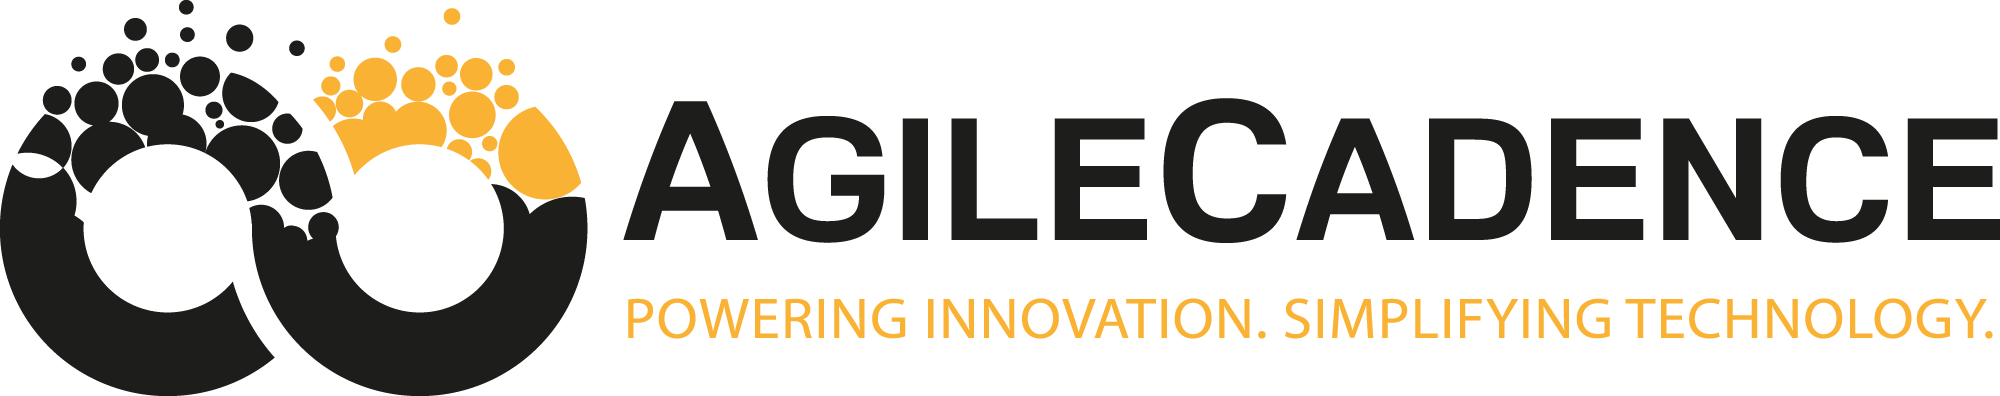 AGILECADENCE
POWERING INNOVATION. SIMPLIFYING TECHNOLOGY.